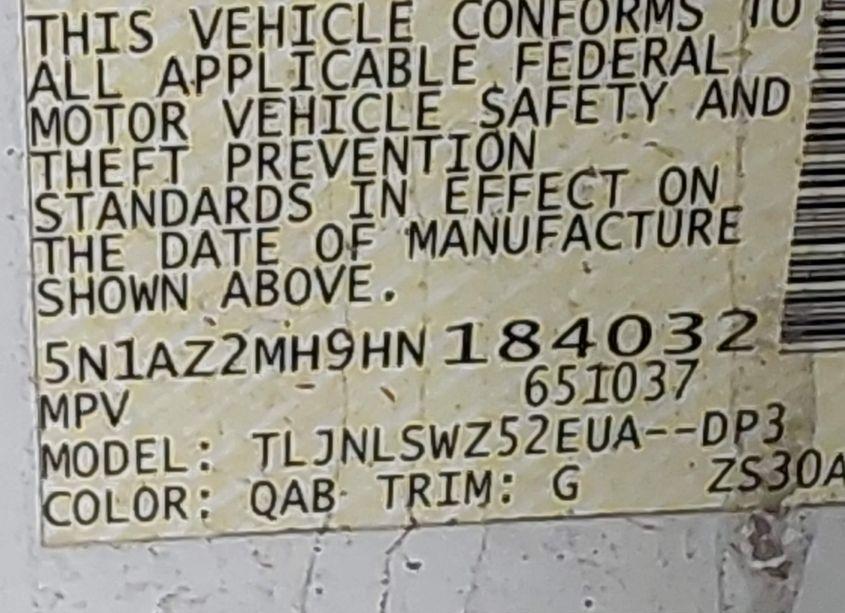 THIS VEHICLE CONFORMS TO
ALL APPLICABLE FEDERAL
MOTOR VEHICLE SAFETY AND
THEFT PREVENTION
STANDARDS IN EFFECT ON
THE DATE OF MANUFACTURE
SHOWN ABOVE.
5N1AZ2MH9HN184032
MPV 651037
MODEL: TLJNLSWZ52EUA--DP3
COLOR: QAB TRIM: G ZS30A